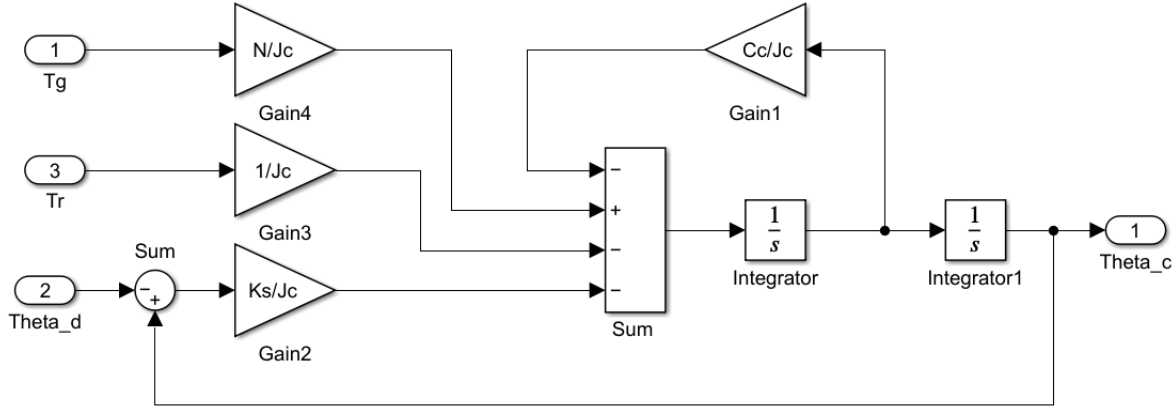 1
Tg
N/Jc
Gain4
Cc/Jc
Gain1
3
Tr
1/Jc
Gain3
2
Theta_d
Sum
−
+
Ks/Jc
Gain2
−
+
−
−
Sum
1
s
Integrator
1
s
Integrator1
1
Theta_c